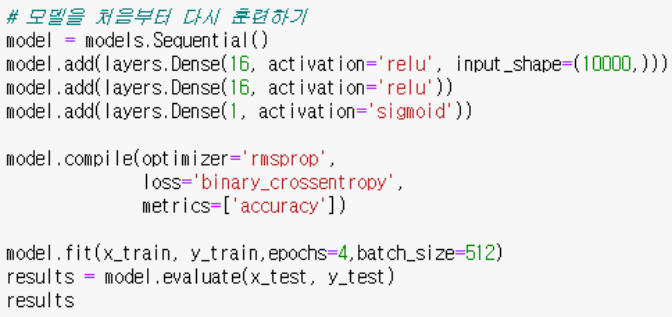 # 모델을 처음부터 다시 훈련하기
model = models.Sequential()
model.add(layers.Dense(16, activation='relu', input_shape=(10000,)))
model.add(layers.Dense(16, activation='relu'))
model.add(layers.Dense(1, activation='sigmoid'))

model.compile(optimizer='rmsprop',
              loss='binary_crossentropy',
              metrics=['accuracy'])

model.fit(x_train, y_train,epochs=4,batch_size=512)
results = model.evaluate(x_test, y_test)
results